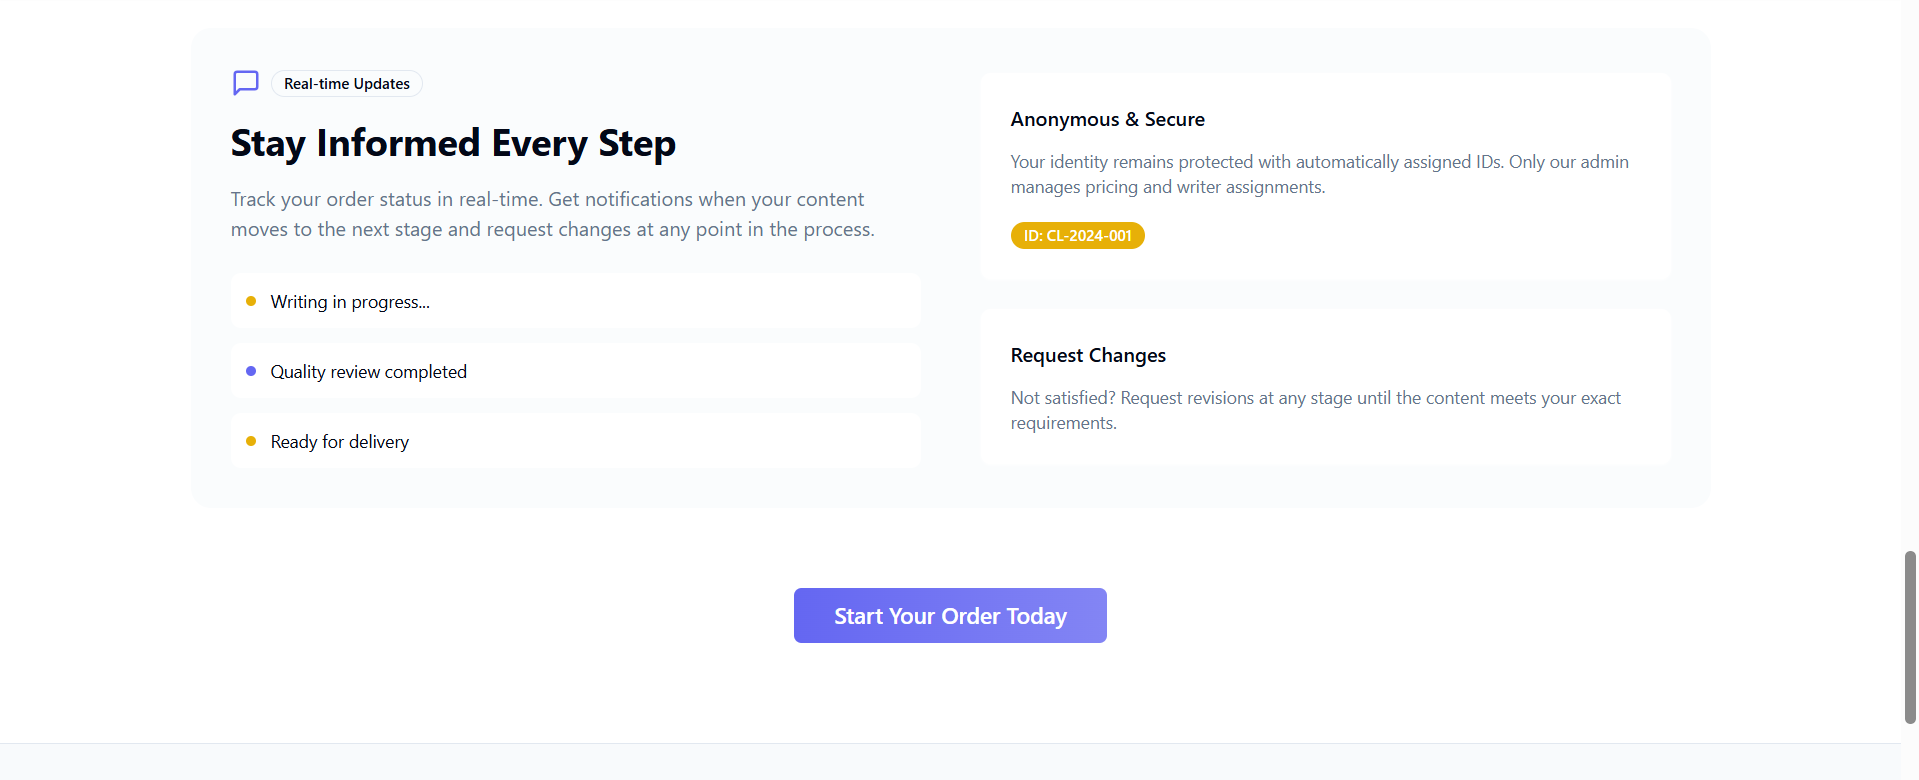 Real-time Updates
Stay Informed Every Step
Track your order status in real-time. Get notifications when your content
moves to the next stage and request changes at any point in the process.
Writing in progress...
Quality review completed
Ready for delivery
Anonymous & Secure
Your identity remains protected with automatically assigned IDs. Only our admin
manages pricing and writer assignments.
ID: CL-2024-001
Request Changes
Not satisfied? Request revisions at any stage until the content meets your exact
requirements.
Start Your Order Today